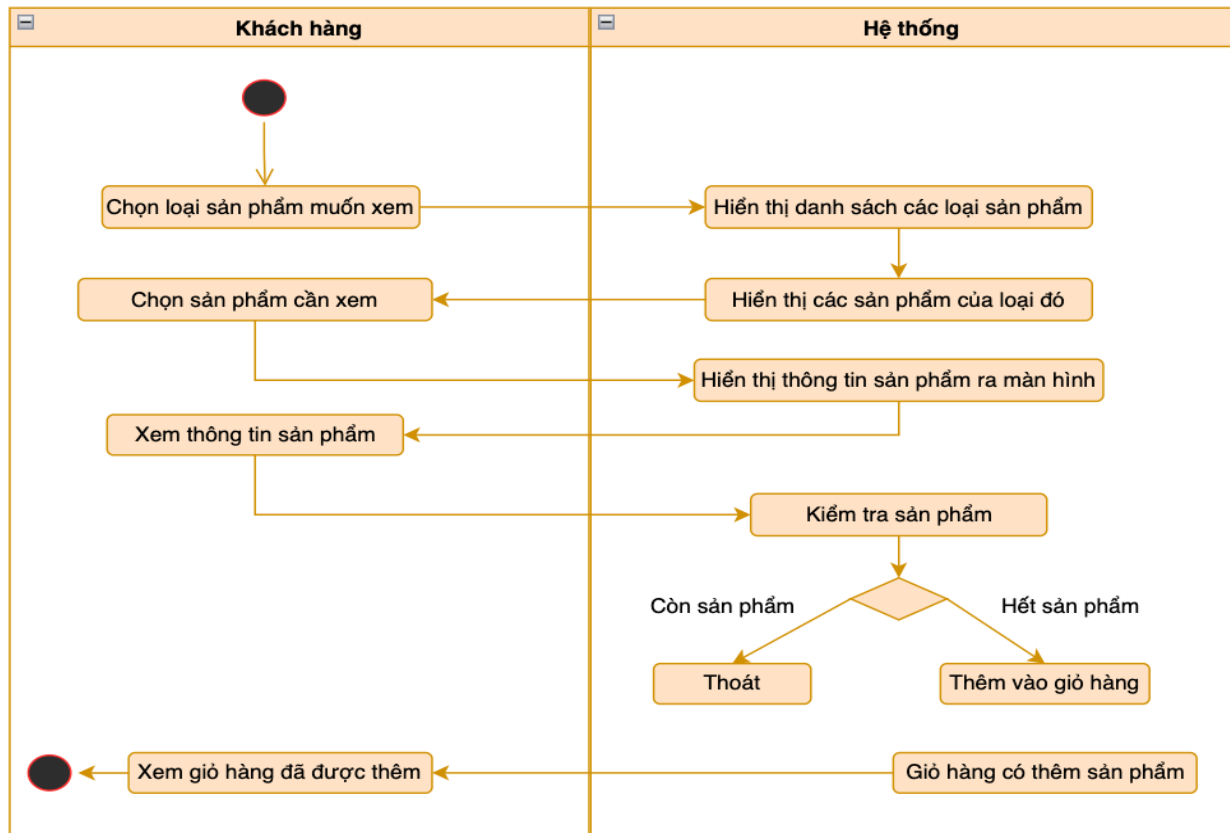 Khách hàng
Hệ thống
Chọn loại sản phẩm muốn xem
Hiển thị danh sách các loại sản phẩm
Chọn sản phẩm cần xem
Hiển thị các sản phẩm của loại đó
Hiển thị thông tin sản phẩm ra màn hình
Xem thông tin sản phẩm
Kiểm tra sản phẩm
Còn sản phẩm
Hết sản phẩm
Thoát
Thêm vào giỏ hàng
Xem giỏ hàng đã được thêm
Giỏ hàng có thêm sản phẩm